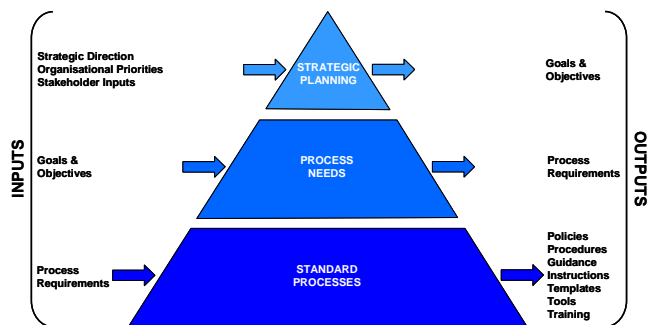 INPUTS
Strategic Direction
Organisational Priorities
Stakeholder Inputs
STRATEGIC
PLANNING
Goals &
Objectives
Goals &
Objectives
PROCESS
NEEDS
Process
Requirements
Process
Requirements
STANDARD
PROCESSES
Policies
Procedures
Guidance
Instructions
Templates
Tools
Training
OUTPUTS